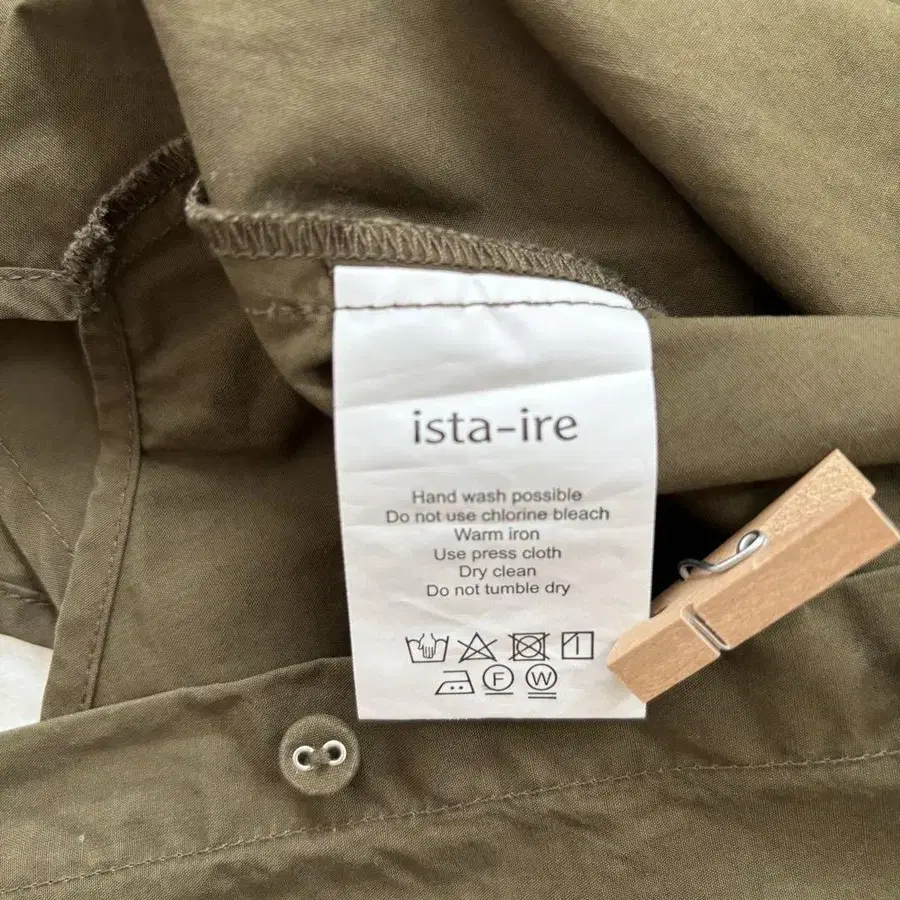 ista-ire
Hand wash possible
Do not use chlorine bleach
Warm iron
Use press cloth
Dry clean
Do not tumble dry
F W